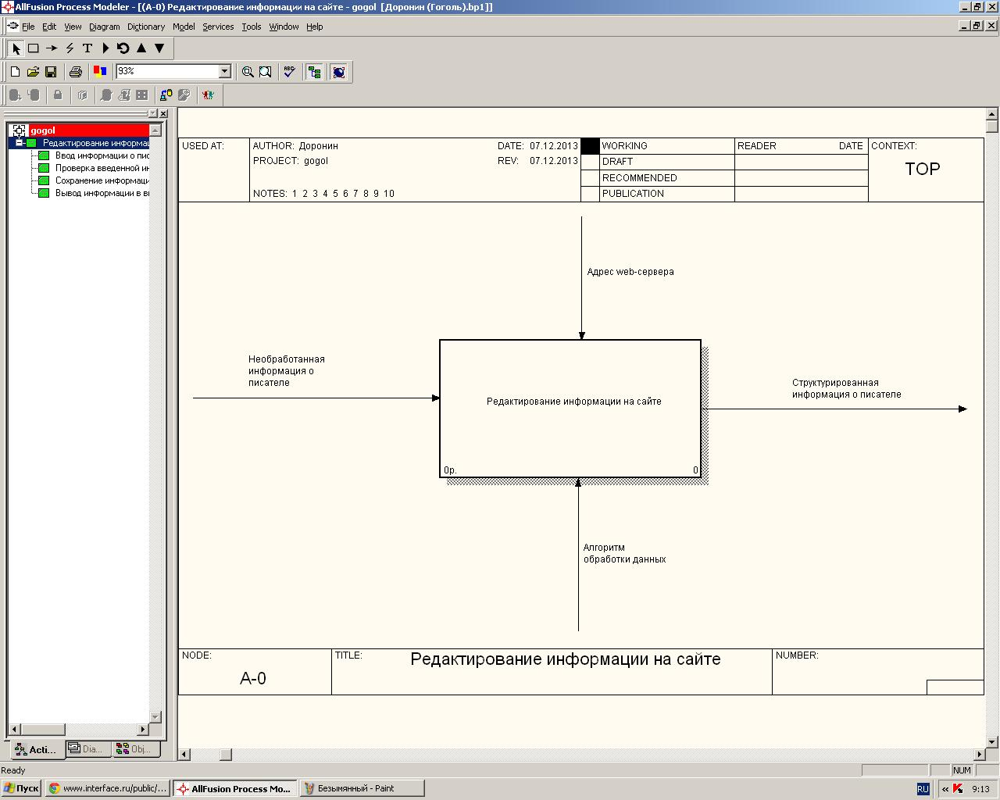 AllFusion Process Modeler - [(A-0) Редактирование информации на сайте - gogol [Доронин (Гоголь).bp1]]
File Edit View Diagram Dictionary Model Services Tools Window Help
93%
gogol
Редактирование информац
Ввод информации о пис
Проверка введенной ин
Сохранение информаци
Вывод информации в ви
Acti...
Dia...
Obj...
USED AT:
AUTHOR: Доронин
DATE: 07.12.2013
PROJECT: gogol
REV: 07.12.2013
NOTES: 1 2 3 4 5 6 7 8 9 10
WORKING
DRAFT
RECOMMENDED
PUBLICATION
READER
DATE
CONTEXT:
TOP
Адрес web-сервера
Необработанная
информация о
писателе
Редактирование информации на сайте
0р.
0
Структурированная
информация о писателе
Алгоритм
обработки данных
NODE:
A-0
TITLE:
Редактирование информации на сайте
NUMBER:
Ready
NUM
Пуск
www.interface.ru/public/...
AllFusion Process Mo...
Безымянный - Paint
RU
9:13